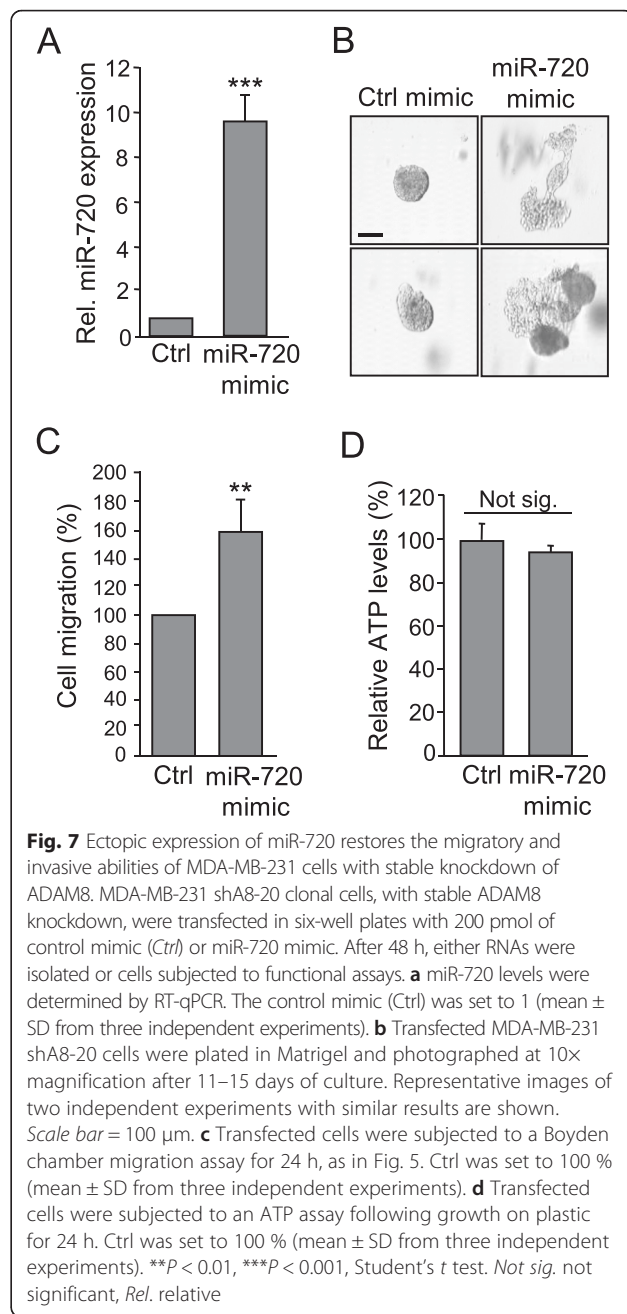 A
Rel. miR-720 expression
12
10
8
6
4
2
0
***
Ctrl
miR-720
mimic
B
Ctrl mimic
miR-720
mimic
C
Cell migration (%)
200
180
160
140
120
100
80
60
40
20
0
**
Ctrl
miR-720
mimic
D
Relative ATP levels (%)
120
100
80
60
40
20
0
Not sig.
Ctrl
miR-720
mimic
Fig. 7 Ectopic expression of miR-720 restores the migratory and
invasive abilities of MDA-MB-231 cells with stable knockdown of
ADAM8. MDA-MB-231 shA8-20 clonal cells, with stable ADAM8
knockdown, were transfected in six-well plates with 200 pmol of
control mimic (Ctrl) or miR-720 mimic. After 48 h, either RNAs were
isolated or cells subjected to functional assays. a miR-720 levels were
determined by RT-qPCR. The control mimic (Ctrl) was set to 1 (mean ±
SD from three independent experiments). b Transfected MDA-MB-231
shA8-20 cells were plated in Matrigel and photographed at 10×
magnification after 11–15 days of culture. Representative images of
two independent experiments with similar results are shown.
Scale bar = 100 μm. c Transfected cells were subjected to a Boyden
chamber migration assay for 24 h, as in Fig. 5. Ctrl was set to 100 %
(mean ± SD from three independent experiments). d Transfected
cells were subjected to an ATP assay following growth on plastic
for 24 h. Ctrl was set to 100 % (mean ± SD from three independent
experiments). **P < 0.01, ***P < 0.001, Student's t test. Not sig. not
significant, Rel. relative